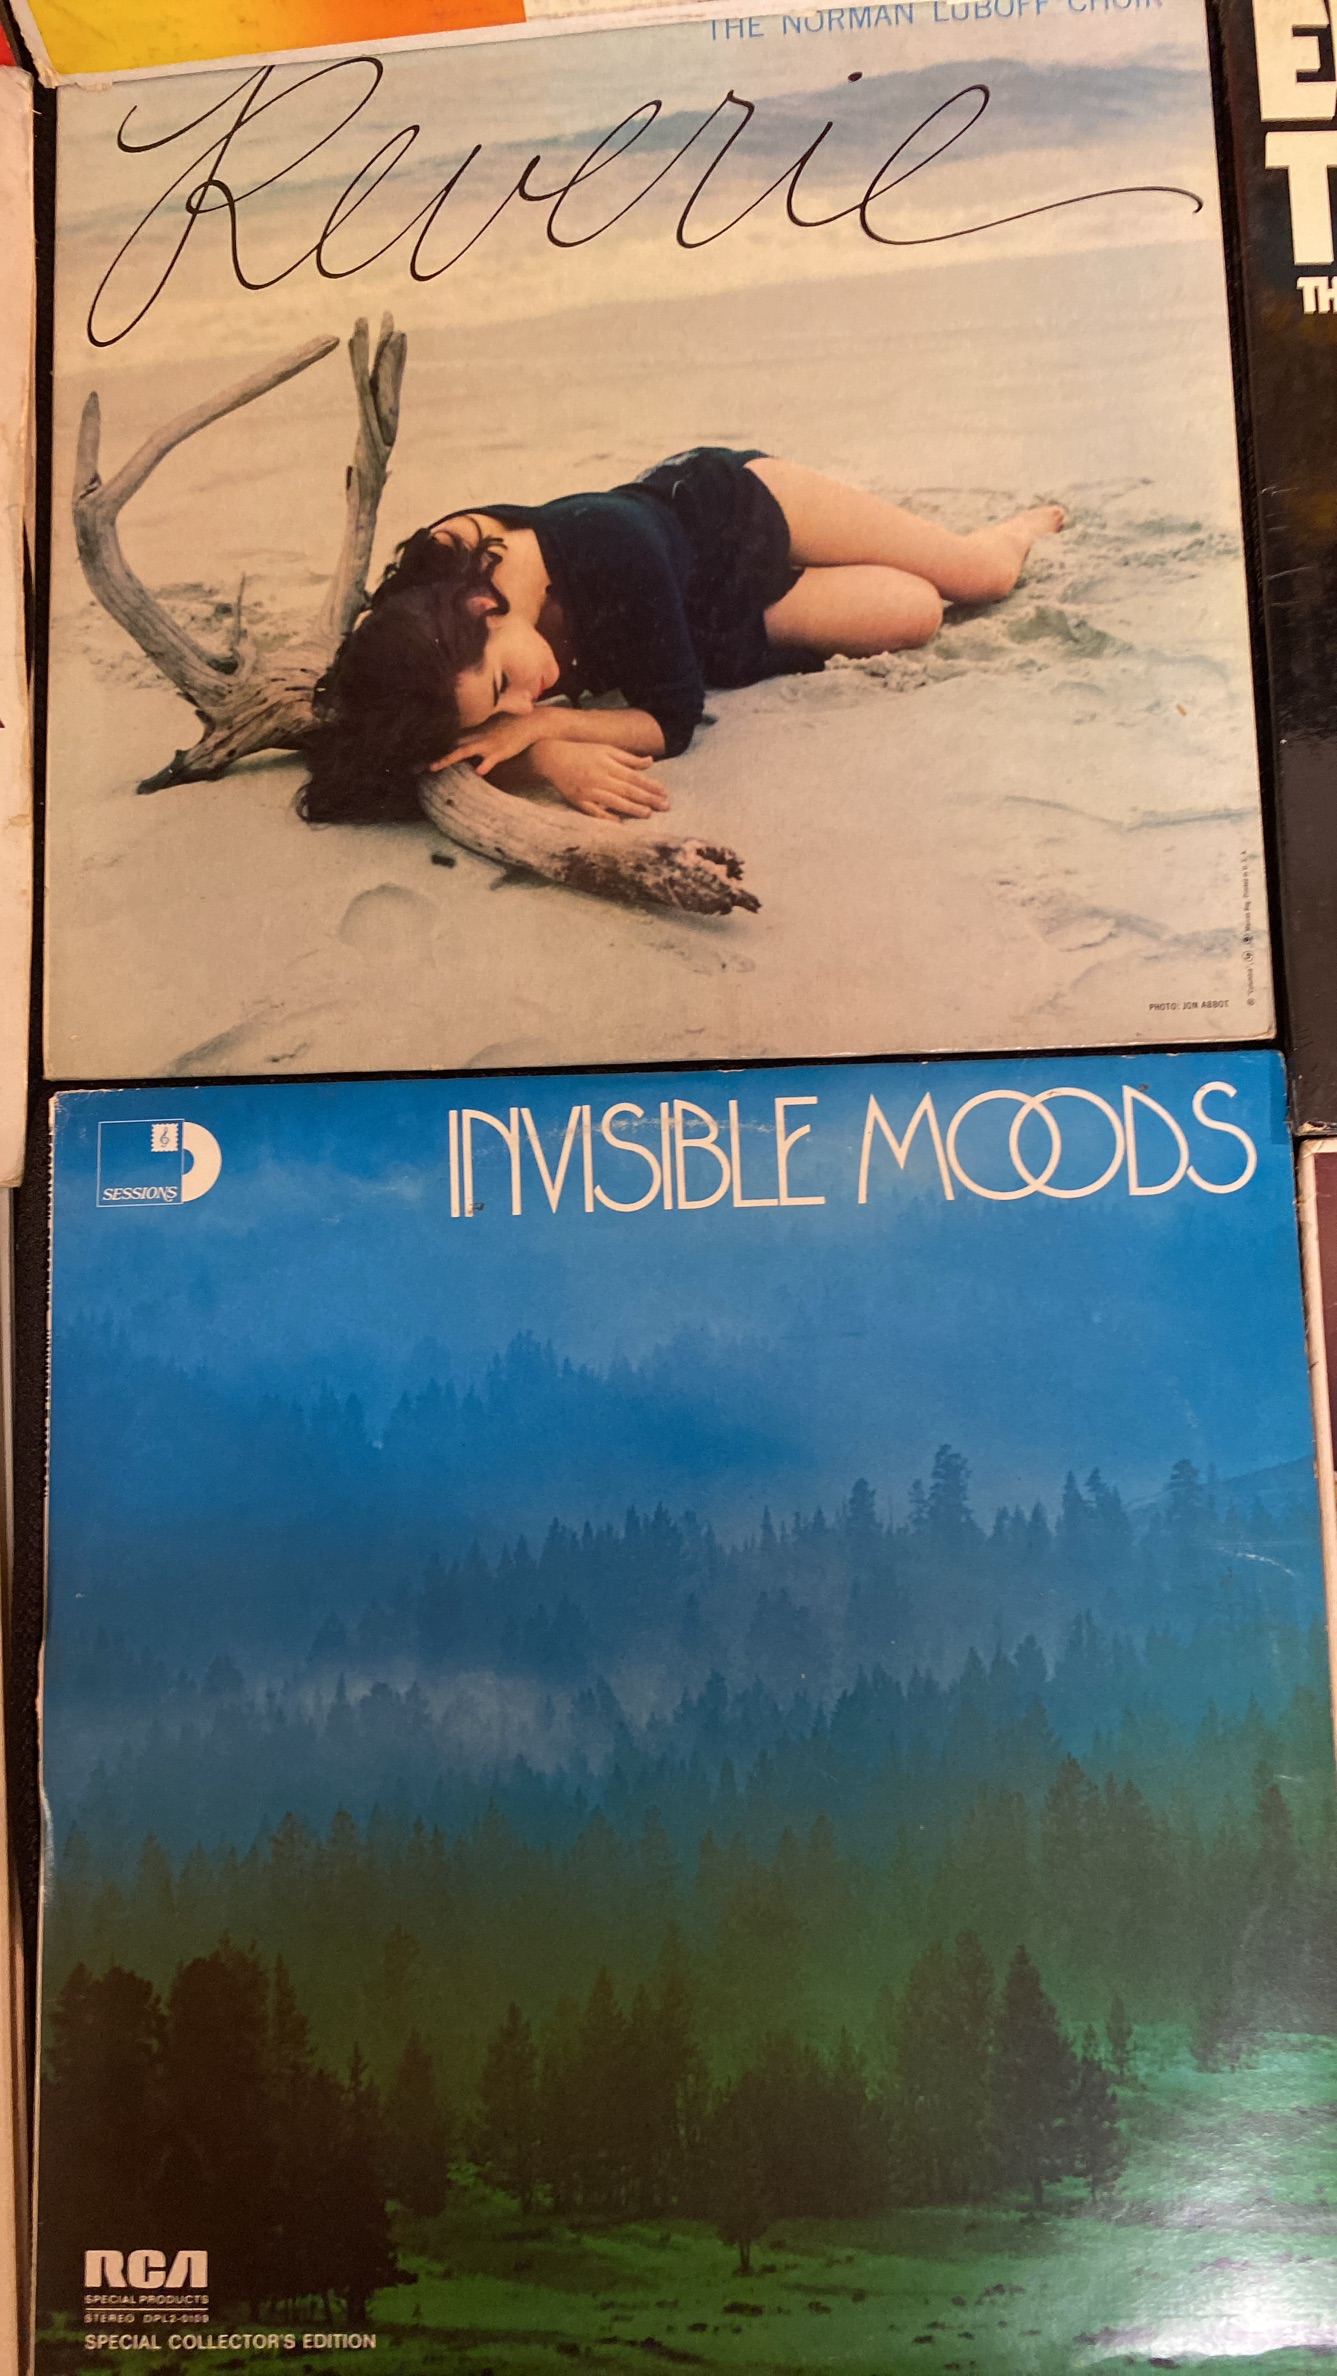 THE NORMAN LUBOFF CHOIR
Reverie
PHOTO: JON ABBOT
INVISIBLE MOODS
SESSIONS
RCA
SPECIAL PRODUCTS
STEREO DPL2-0109
SPECIAL COLLECTOR'S EDITION